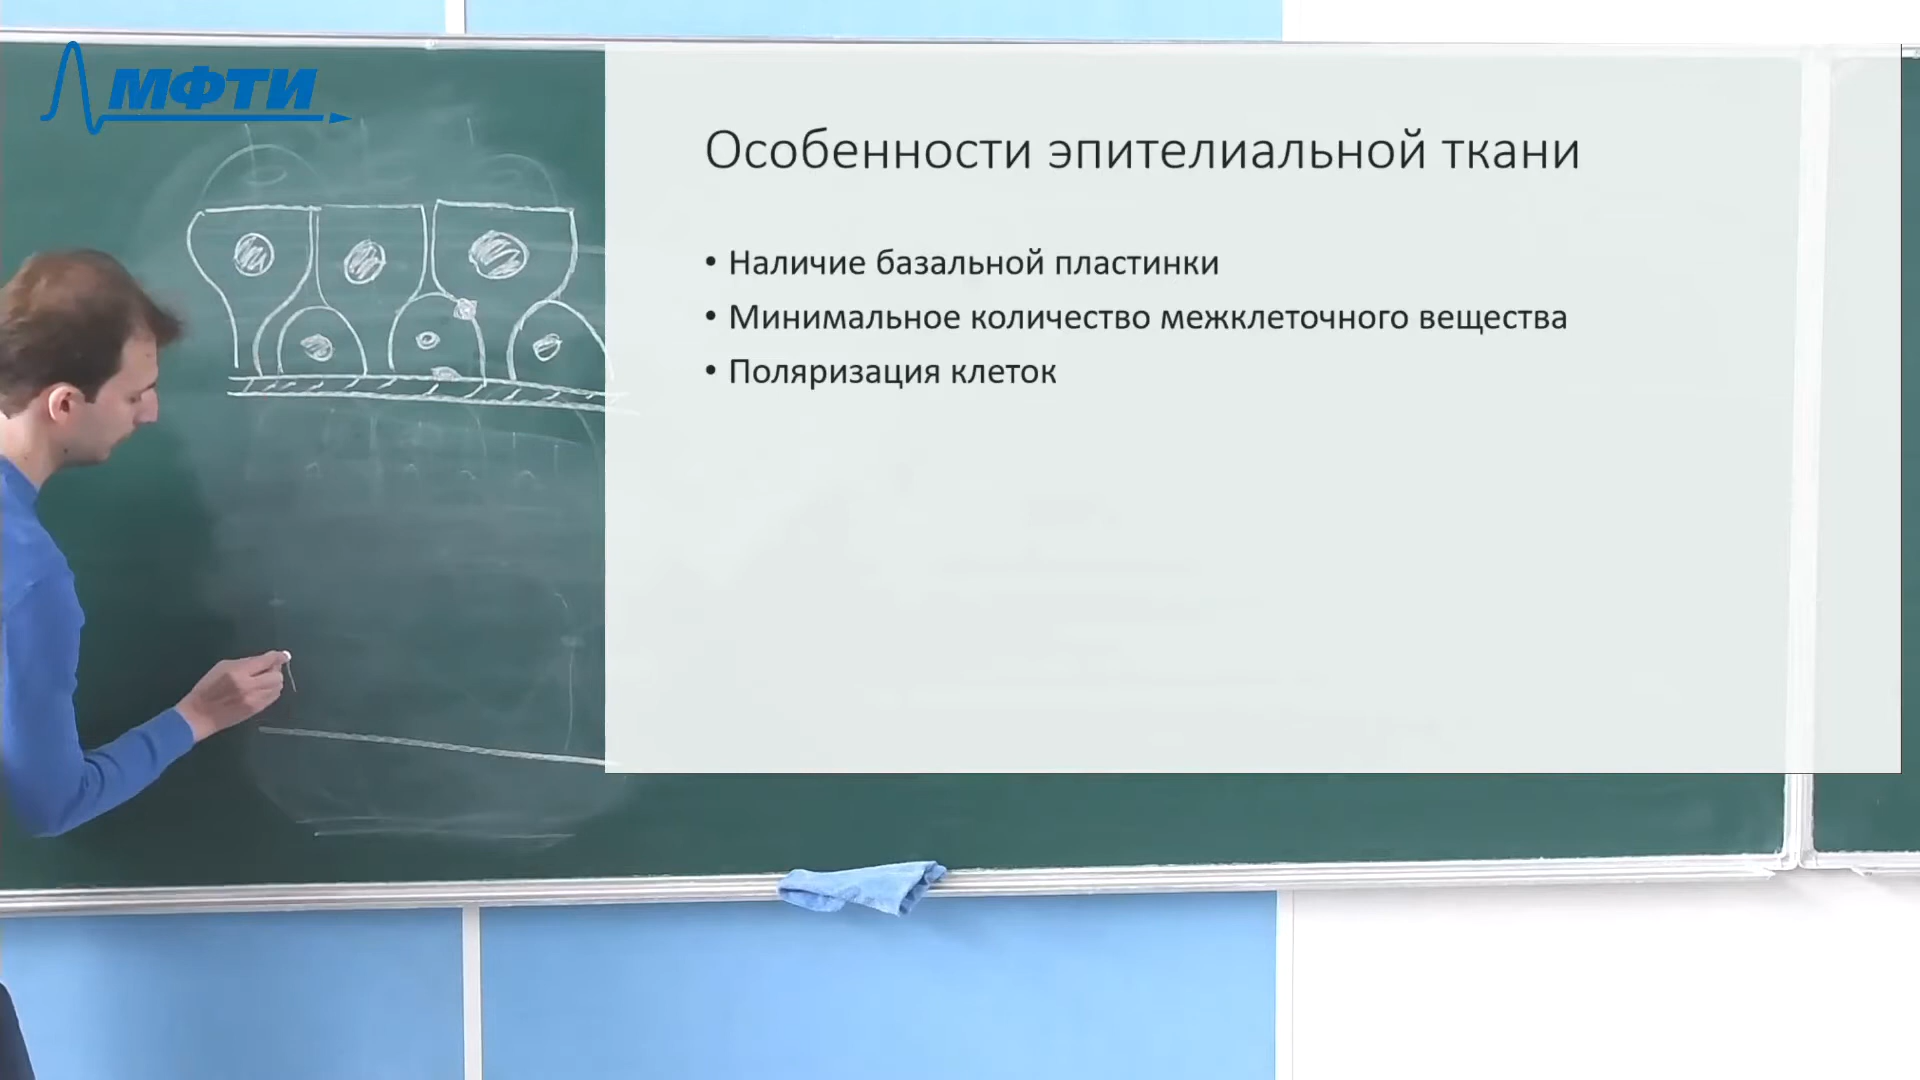 МФТИ
Особенности эпителиальной ткани
• Наличие базальной пластинки
• Минимальное количество межклеточного вещества
• Поляризация клеток